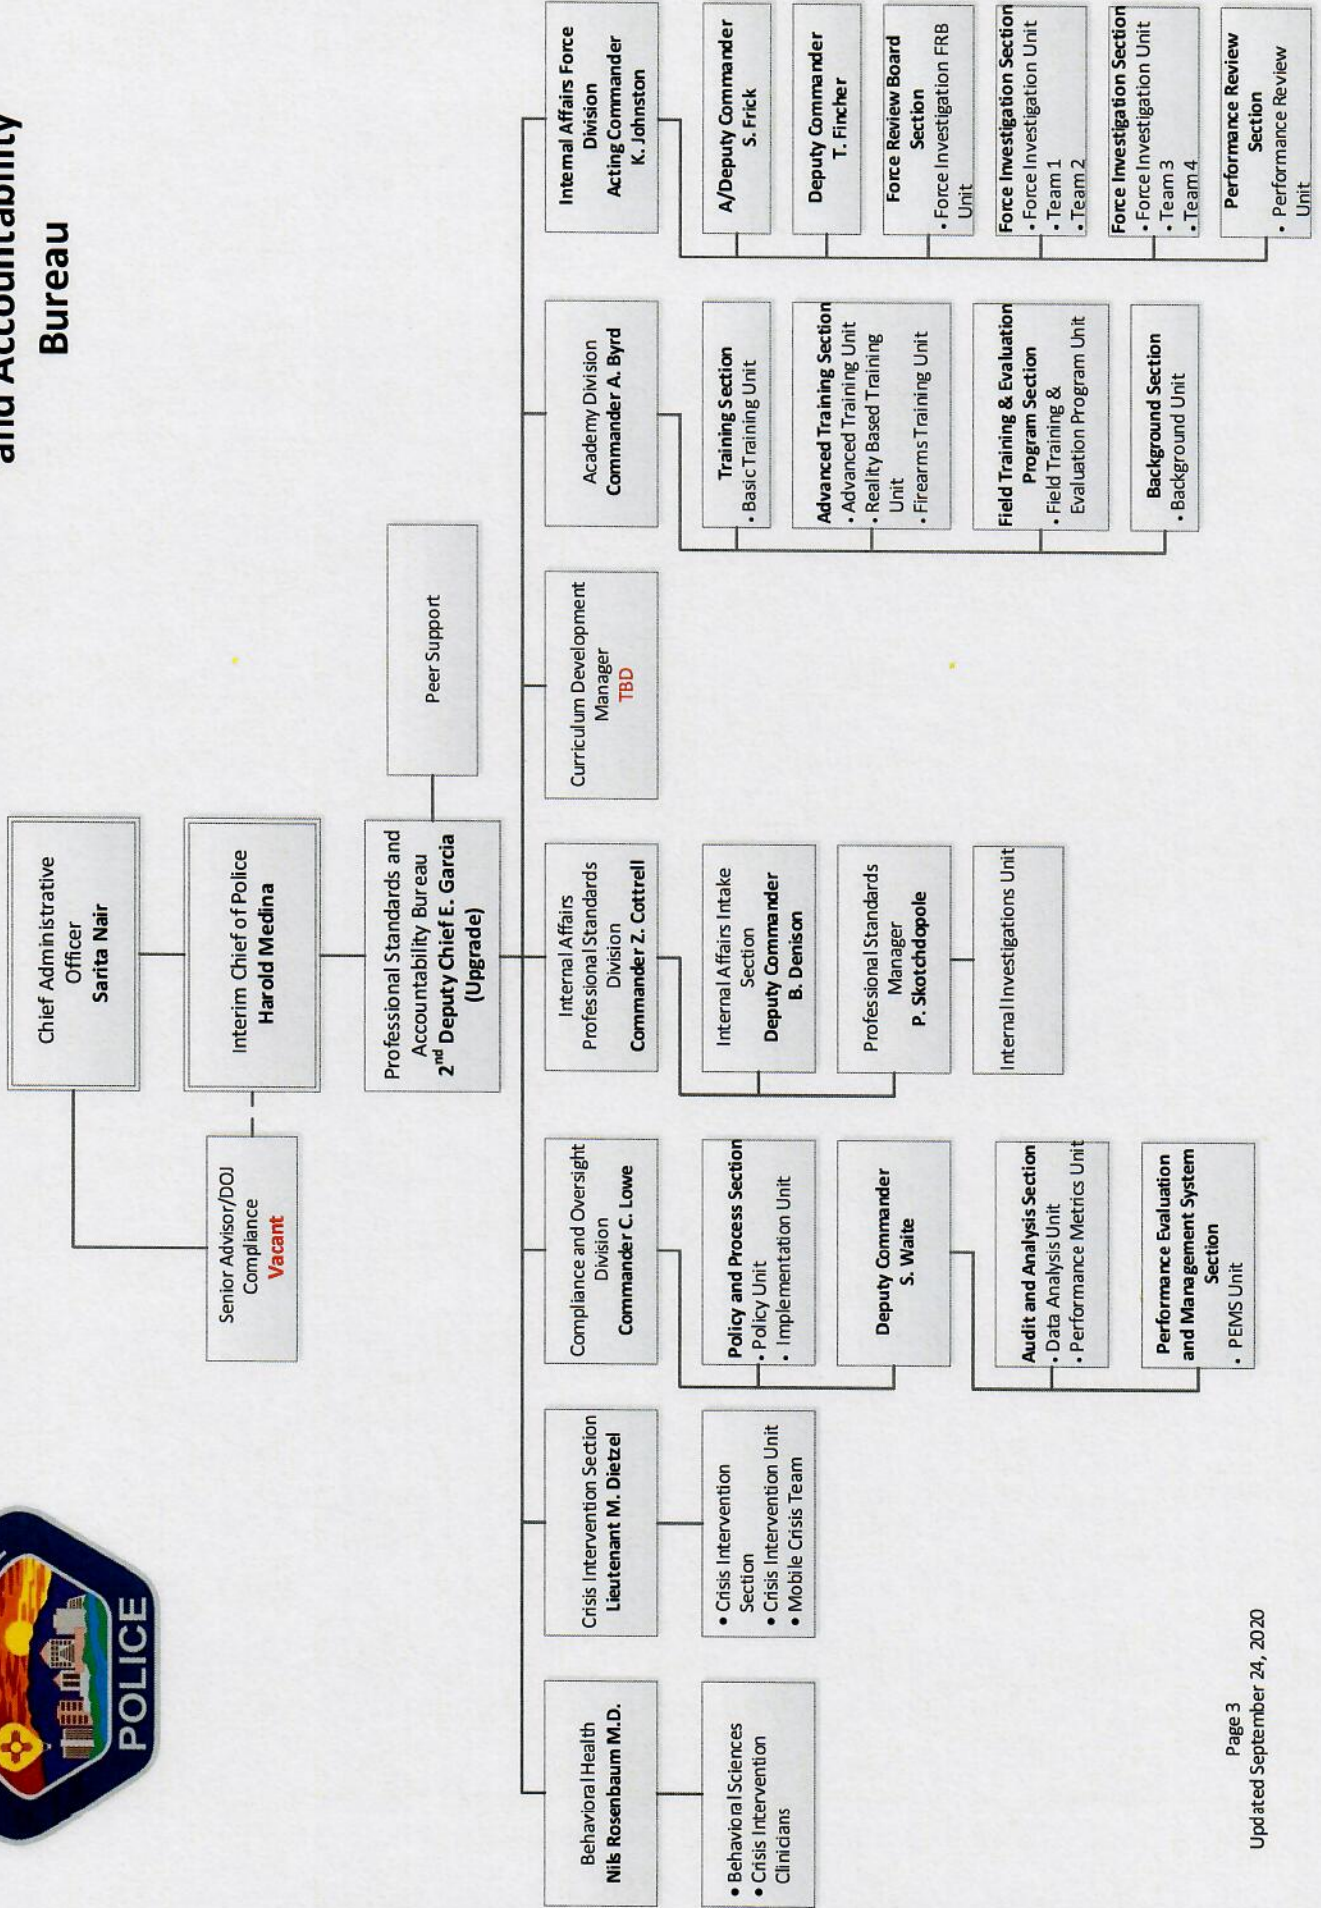 and Accountability
Bureau
POLICE
Chief Administrative
Officer
Sarita Nair
Senior Advisor/DOJ
Compliance
Vacant
Interim Chief of Police
Harold Medina
Professional Standards and
Accountability Bureau
2nd Deputy Chief E. Garcia
(Upgrade)
Peer Support
Behavioral Health
Nils Rosenbaum M.D.
• Behavioral Sciences
• Crisis Intervention
Clinicians
Crisis Intervention Section
Lieutenant M. Dietzel
• Crisis Intervention
Section
• Crisis Intervention Unit
• Mobile Crisis Team
Compliance and Oversight
Division
Commander C. Lowe
Policy and Process Section
• Policy Unit
• Implementation Unit
Deputy Commander
S. Waite
Audit and Analysis Section
• Data Analysis Unit
• Performance Metrics Unit
Performance Evaluation
and Management System
Section
• PEMS Unit
Internal Affairs
Professional Standards
Division
Commander Z. Cottrell
Internal Affairs Intake
Section
Deputy Commander
B. Denison
Professional Standards
Manager
P. Skotchdopole
Internal Investigations Unit
Curriculum Development
Manager
TBD
Academy Division
Commander A. Byrd
Training Section
• Basic Training Unit
Advanced Training Section
• Advanced Training Unit
• Reality Based Training
Unit
• Firearms Training Unit
Field Training & Evaluation
Program Section
• Field Training &
Evaluation Program Unit
Background Section
• Background Unit
Internal Affairs Force
Division
Acting Commander
K. Johnston
A/Deputy Commander
S. Frick
Deputy Commander
T. Fincher
Force Review Board
Section
• Force Investigation FRB
Unit
Force Investigation Section
• Force Investigation Unit
• Team 1
• Team 2
Force Investigation Section
• Force Investigation Unit
• Team 3
• Team 4
Performance Review
Section
• Performance Review
Unit
Page 3
Updated September 24, 2020